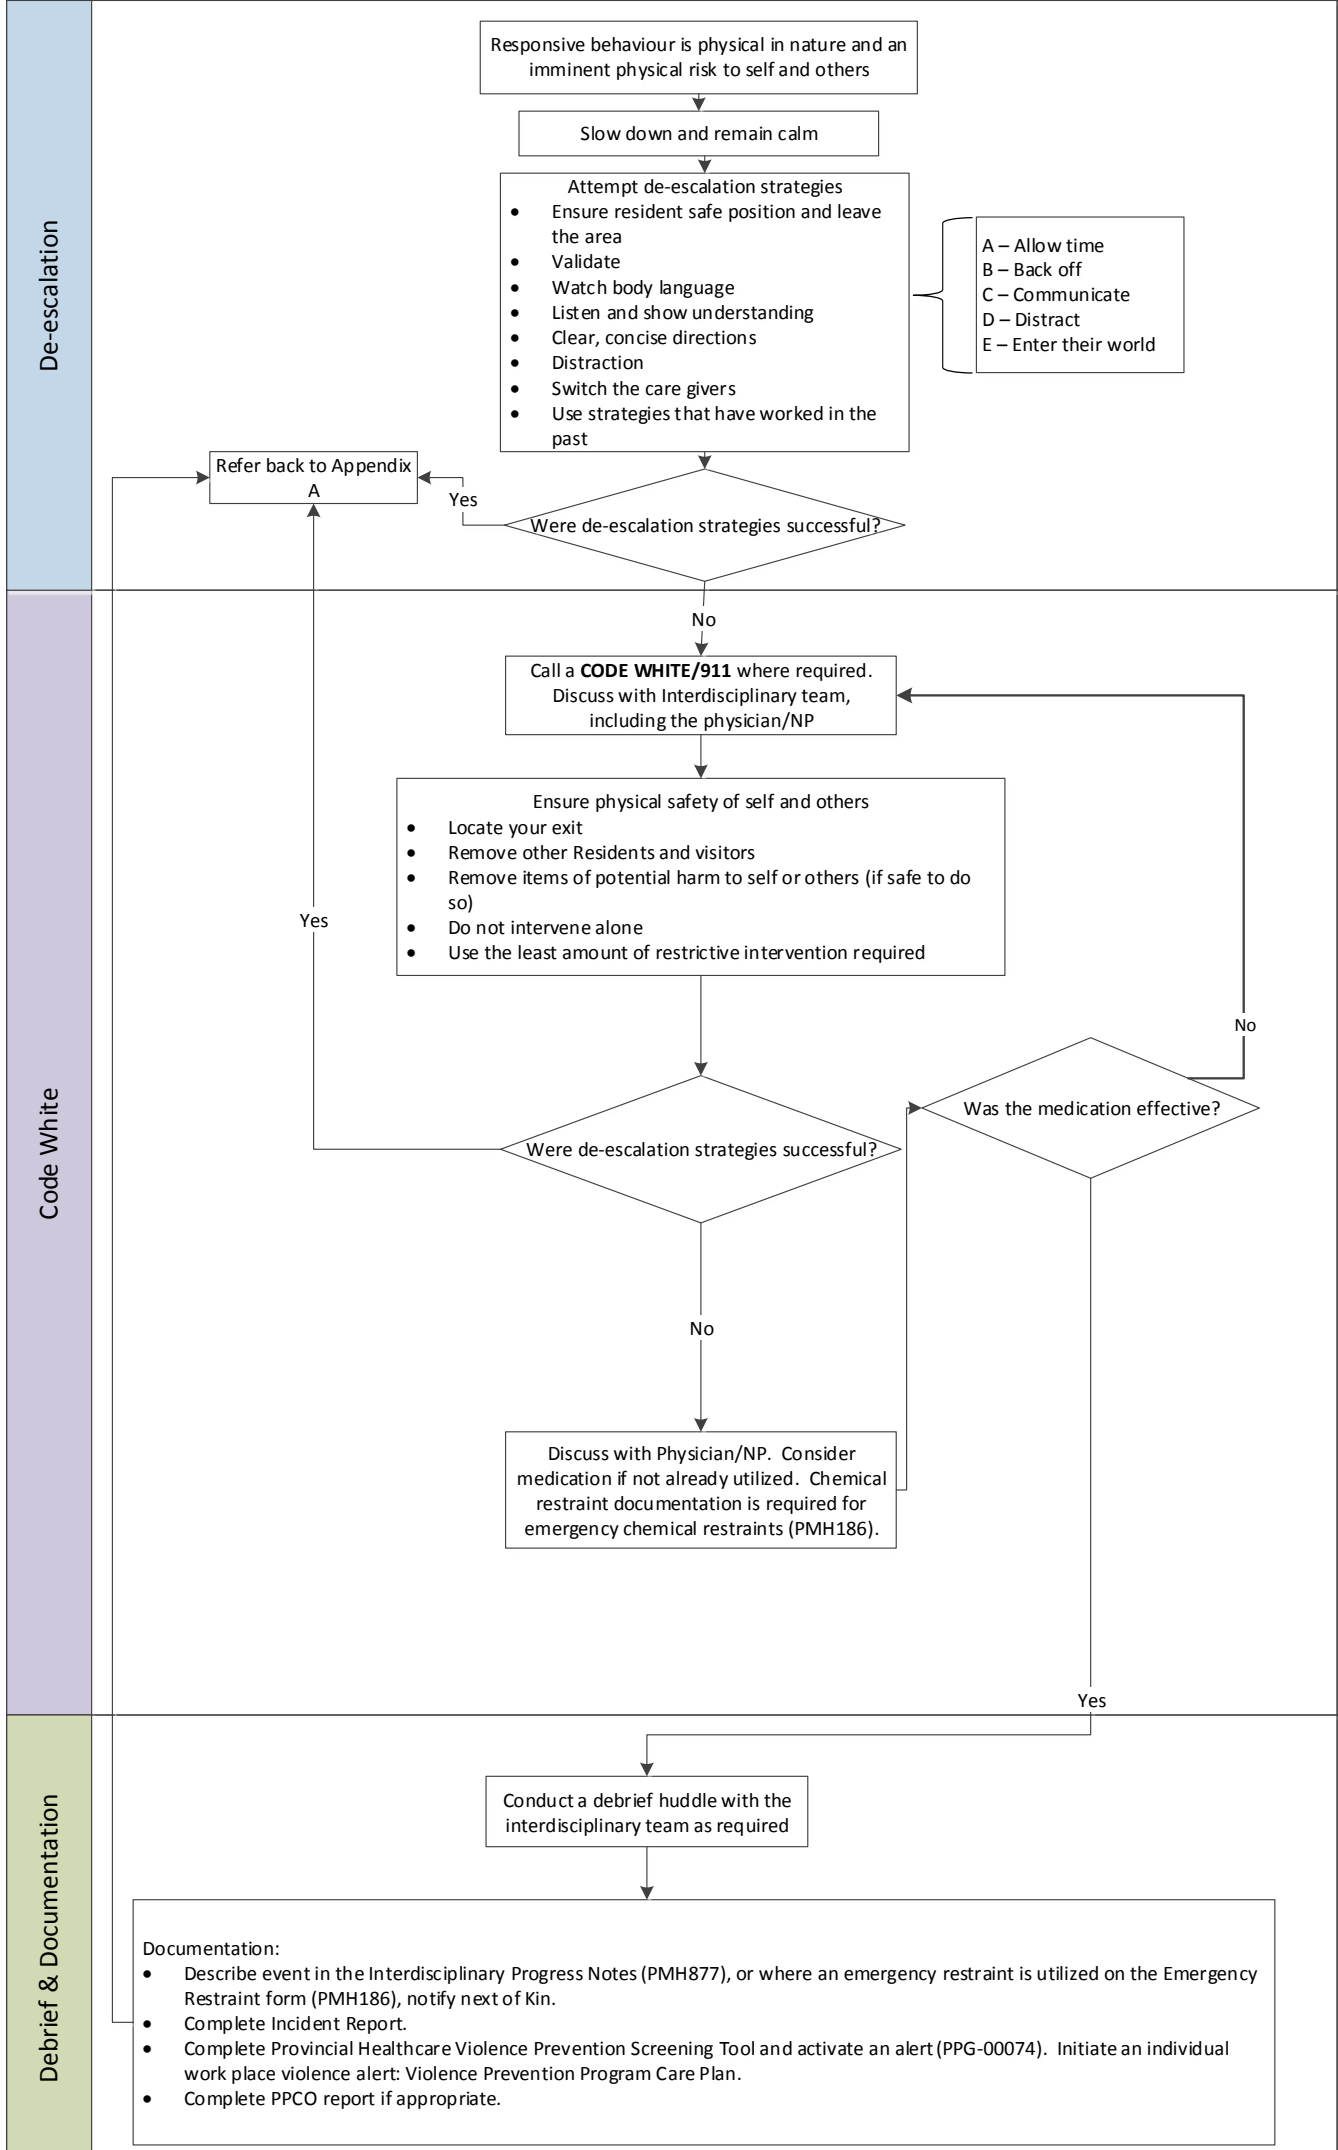 De-escalation
Responsive behaviour is physical in nature and an
imminent physical risk to self and others
Slow down and remain calm
Attempt de-escalation strategies
• Ensure resident safe position and leave
the area
• Validate
• Watch body language
• Listen and show understanding
• Clear, concise directions
• Distraction
• Switch the care givers
• Use strategies that have worked in the
past
A – Allow time
B – Back off
C – Communicate
D – Distract
E – Enter their world
Refer back to Appendix
A
Yes
Were de-escalation strategies successful?
No
Code White
Call a CODE WHITE/911 where required.
Discuss with Interdisciplinary team,
including the physician/NP
Ensure physical safety of self and others
• Locate your exit
• Remove other Residents and visitors
• Remove items of potential harm to self or others (if safe to do
so)
• Do not intervene alone
• Use the least amount of restrictive intervention required
Yes
No
Was the medication effective?
Were de-escalation strategies successful?
No
Discuss with Physician/NP. Consider
medication if not already utilized. Chemical
restraint documentation is required for
emergency chemical restraints (PMH186).
Yes
Debrief & Documentation
Conduct a debrief huddle with the
interdisciplinary team as required
Documentation:
• Describe event in the Interdisciplinary Progress Notes (PMH877), or where an emergency restraint is utilized on the Emergency
Restraint form (PMH186), notify next of Kin.
• Complete Incident Report.
• Complete Provincial Healthcare Violence Prevention Screening Tool and activate an alert (PPG-00074). Initiate an individual
work place violence alert: Violence Prevention Program Care Plan.
• Complete PPCO report if appropriate.